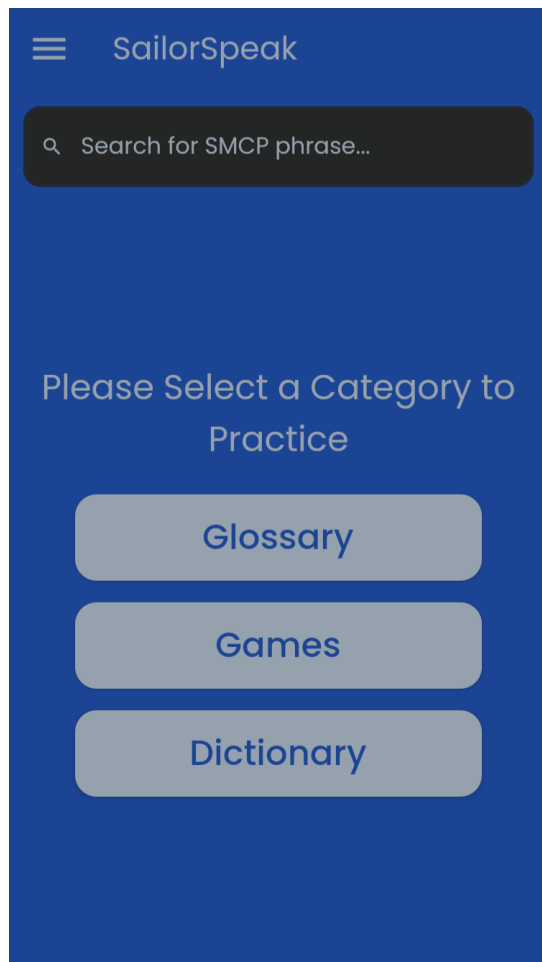 SailorSpeak
Search for SMCP phrase...
Please Select a Category to
Practice
Glossary
Games
Dictionary